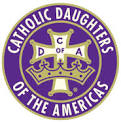 CATHOLIC DAUGHTERS
D C A
OF
OF THE AMERICAS